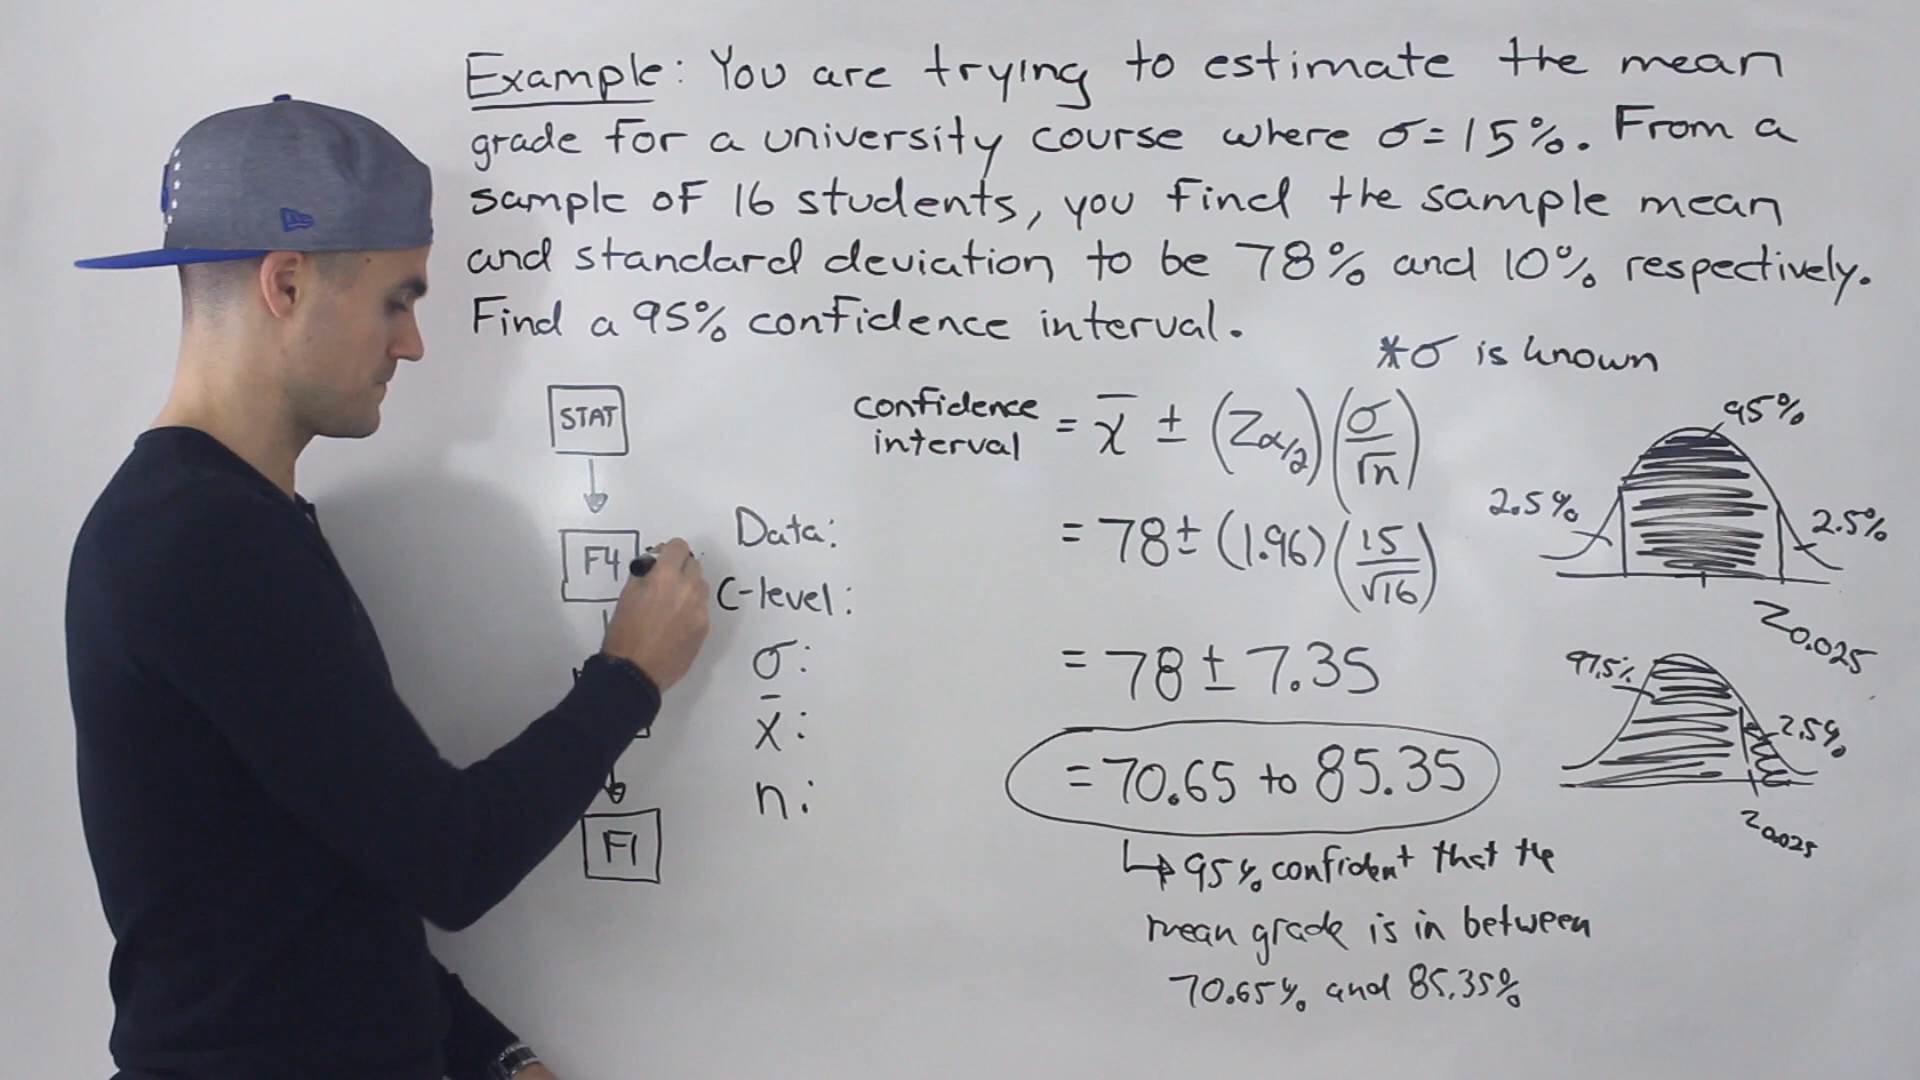 Example: You are trying to estimate the mean
grade for a university course where σ=15%. From a
sample of 16 students, you find the sample mean
and standard deviation to be 78% and 10% respectively.
Find a 95% confidence interval.
*σ is known
STAT
F4
F1
Data:
C-level:
σ:
x̄:
n:
confidence
interval
= x̄ ± (Zα/2)(σ/√n)
= 78 ± (1.96)(15/√16)
= 78 ± 7.35
= 70.65 to 85.35
↳ 95% confident that the
mean grade is in between
70.65% and 85.35%
95%
2.5%
2.5%
Z0.025
97.5%
2.5%
Z0.025